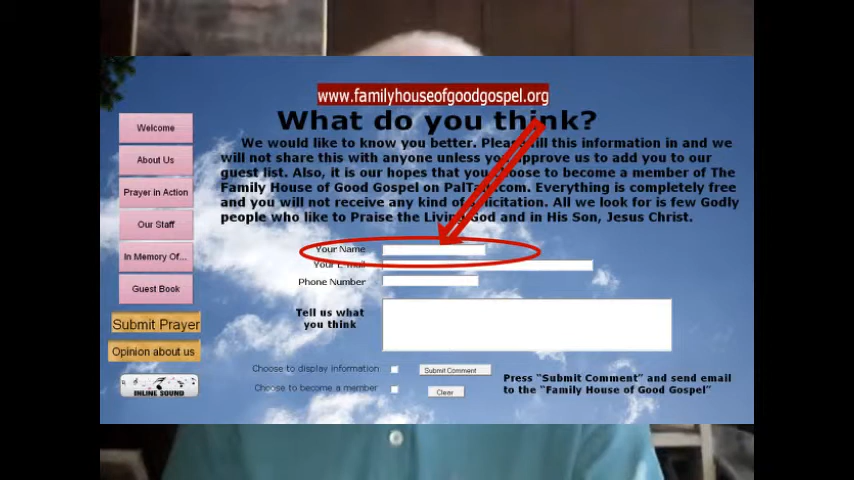 www.familyhouseofgoodgospel.org
What do you think?
We would like to know you better. Please fill this information in and we
will not share this with anyone unless you approve us to add you to our
guest list. Also, it is our hopes that you choose to become a member of The
Family House of Good Gospel on PalTalk.com. Everything is completely free
and you will not receive any kind of solicitation. All we look for is few Godly
people who like to Praise the Living God and in His Son, Jesus Christ.
Welcome
About Us
Prayer in Action
Our Staff
In Memory Of...
Guest Book
Submit Prayer
Opinion about us
INLINE SOUND
Your Name
Your E-mail
Phone Number
Tell us what
you think
Choose to display information
Submit Comment
Choose to become a member
Clear
Press "Submit Comment" and send email
to the "Family House of Good Gospel"